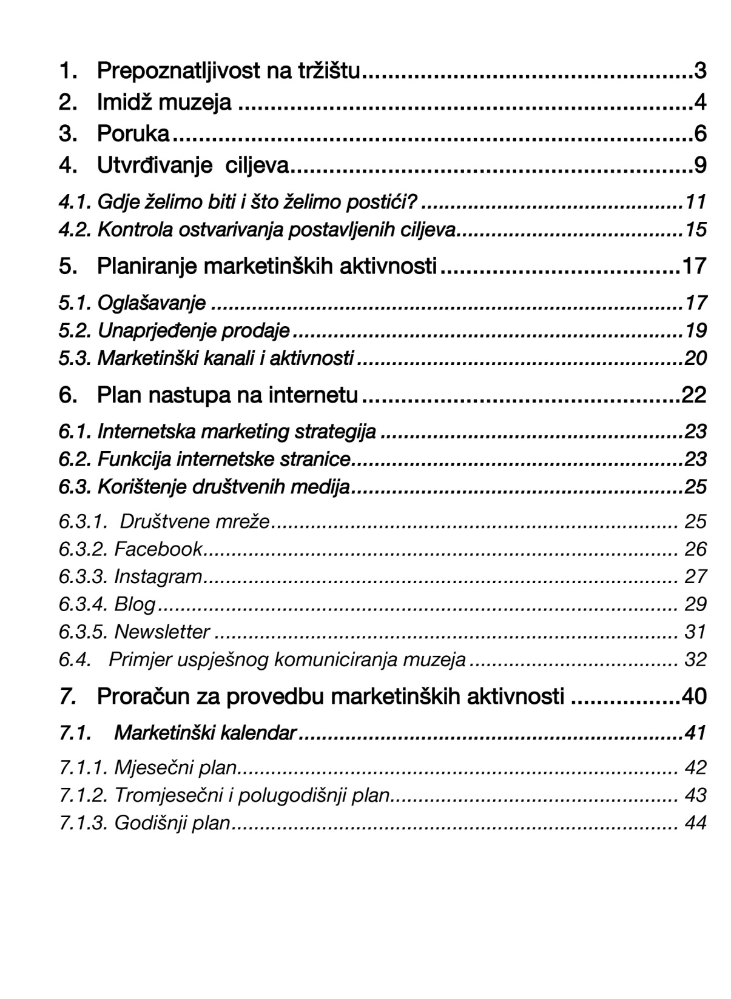 1. Prepoznatljivost na tržištu..................................................3
2. Imidž muzeja ......................................................................4
3. Poruka................................................................................6
4. Utvrđivanje  ciljeva.............................................................9
4.1. Gdje želimo biti i što želimo postići? ............................................11
4.2. Kontrola ostvarivanja postavljenih ciljeva......................................15
5. Planiranje marketinških aktivnosti.....................................17
5.1. Oglašavanje ................................................................................17
5.2. Unaprjeđenje prodaje..................................................................19
5.3. Marketinški kanali i aktivnosti .......................................................20
6. Plan nastupa na internetu.................................................22
6.1. Internetska marketing strategija ...................................................23
6.2. Funkcija internetske stranice........................................................23
6.3. Korištenje društvenih medija........................................................25
6.3.1. Društvene mreže........................................................................ 25
6.3.2. Facebook.................................................................................... 26
6.3.3. Instagram.................................................................................... 27
6.3.4. Blog............................................................................................ 29
6.3.5. Newsletter .................................................................................. 31
6.4. Primjer uspješnog komuniciranja muzeja ..................................... 32
7. Proračun za provedbu marketinških aktivnosti .................40
7.1. Marketinški kalendar..................................................................41
7.1.1. Mjesečni plan.............................................................................. 42
7.1.2. Tromjesečni i polugodišnji plan................................................... 43
7.1.3. Godišnji plan............................................................................... 44